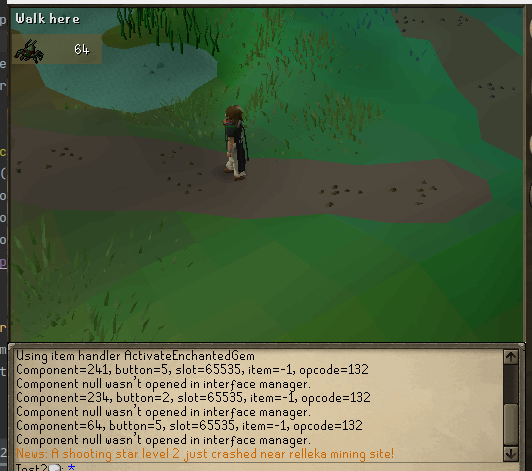 Walk here
64
Using item handler ActivateEnchantedGem
Component=241, button=5, slot=65535, item=-1, opcode=132
Component null wasn't opened in interface manager.
Component=234, button=2, slot=65535, item=-1, opcode=132
Component null wasn't opened in interface manager.
Component=64, button=5, slot=65535, item=-1, opcode=132
Component null wasn't opened in interface manager.
News: A shooting star level 2 just crashed near relleka mining site!
Test2: *